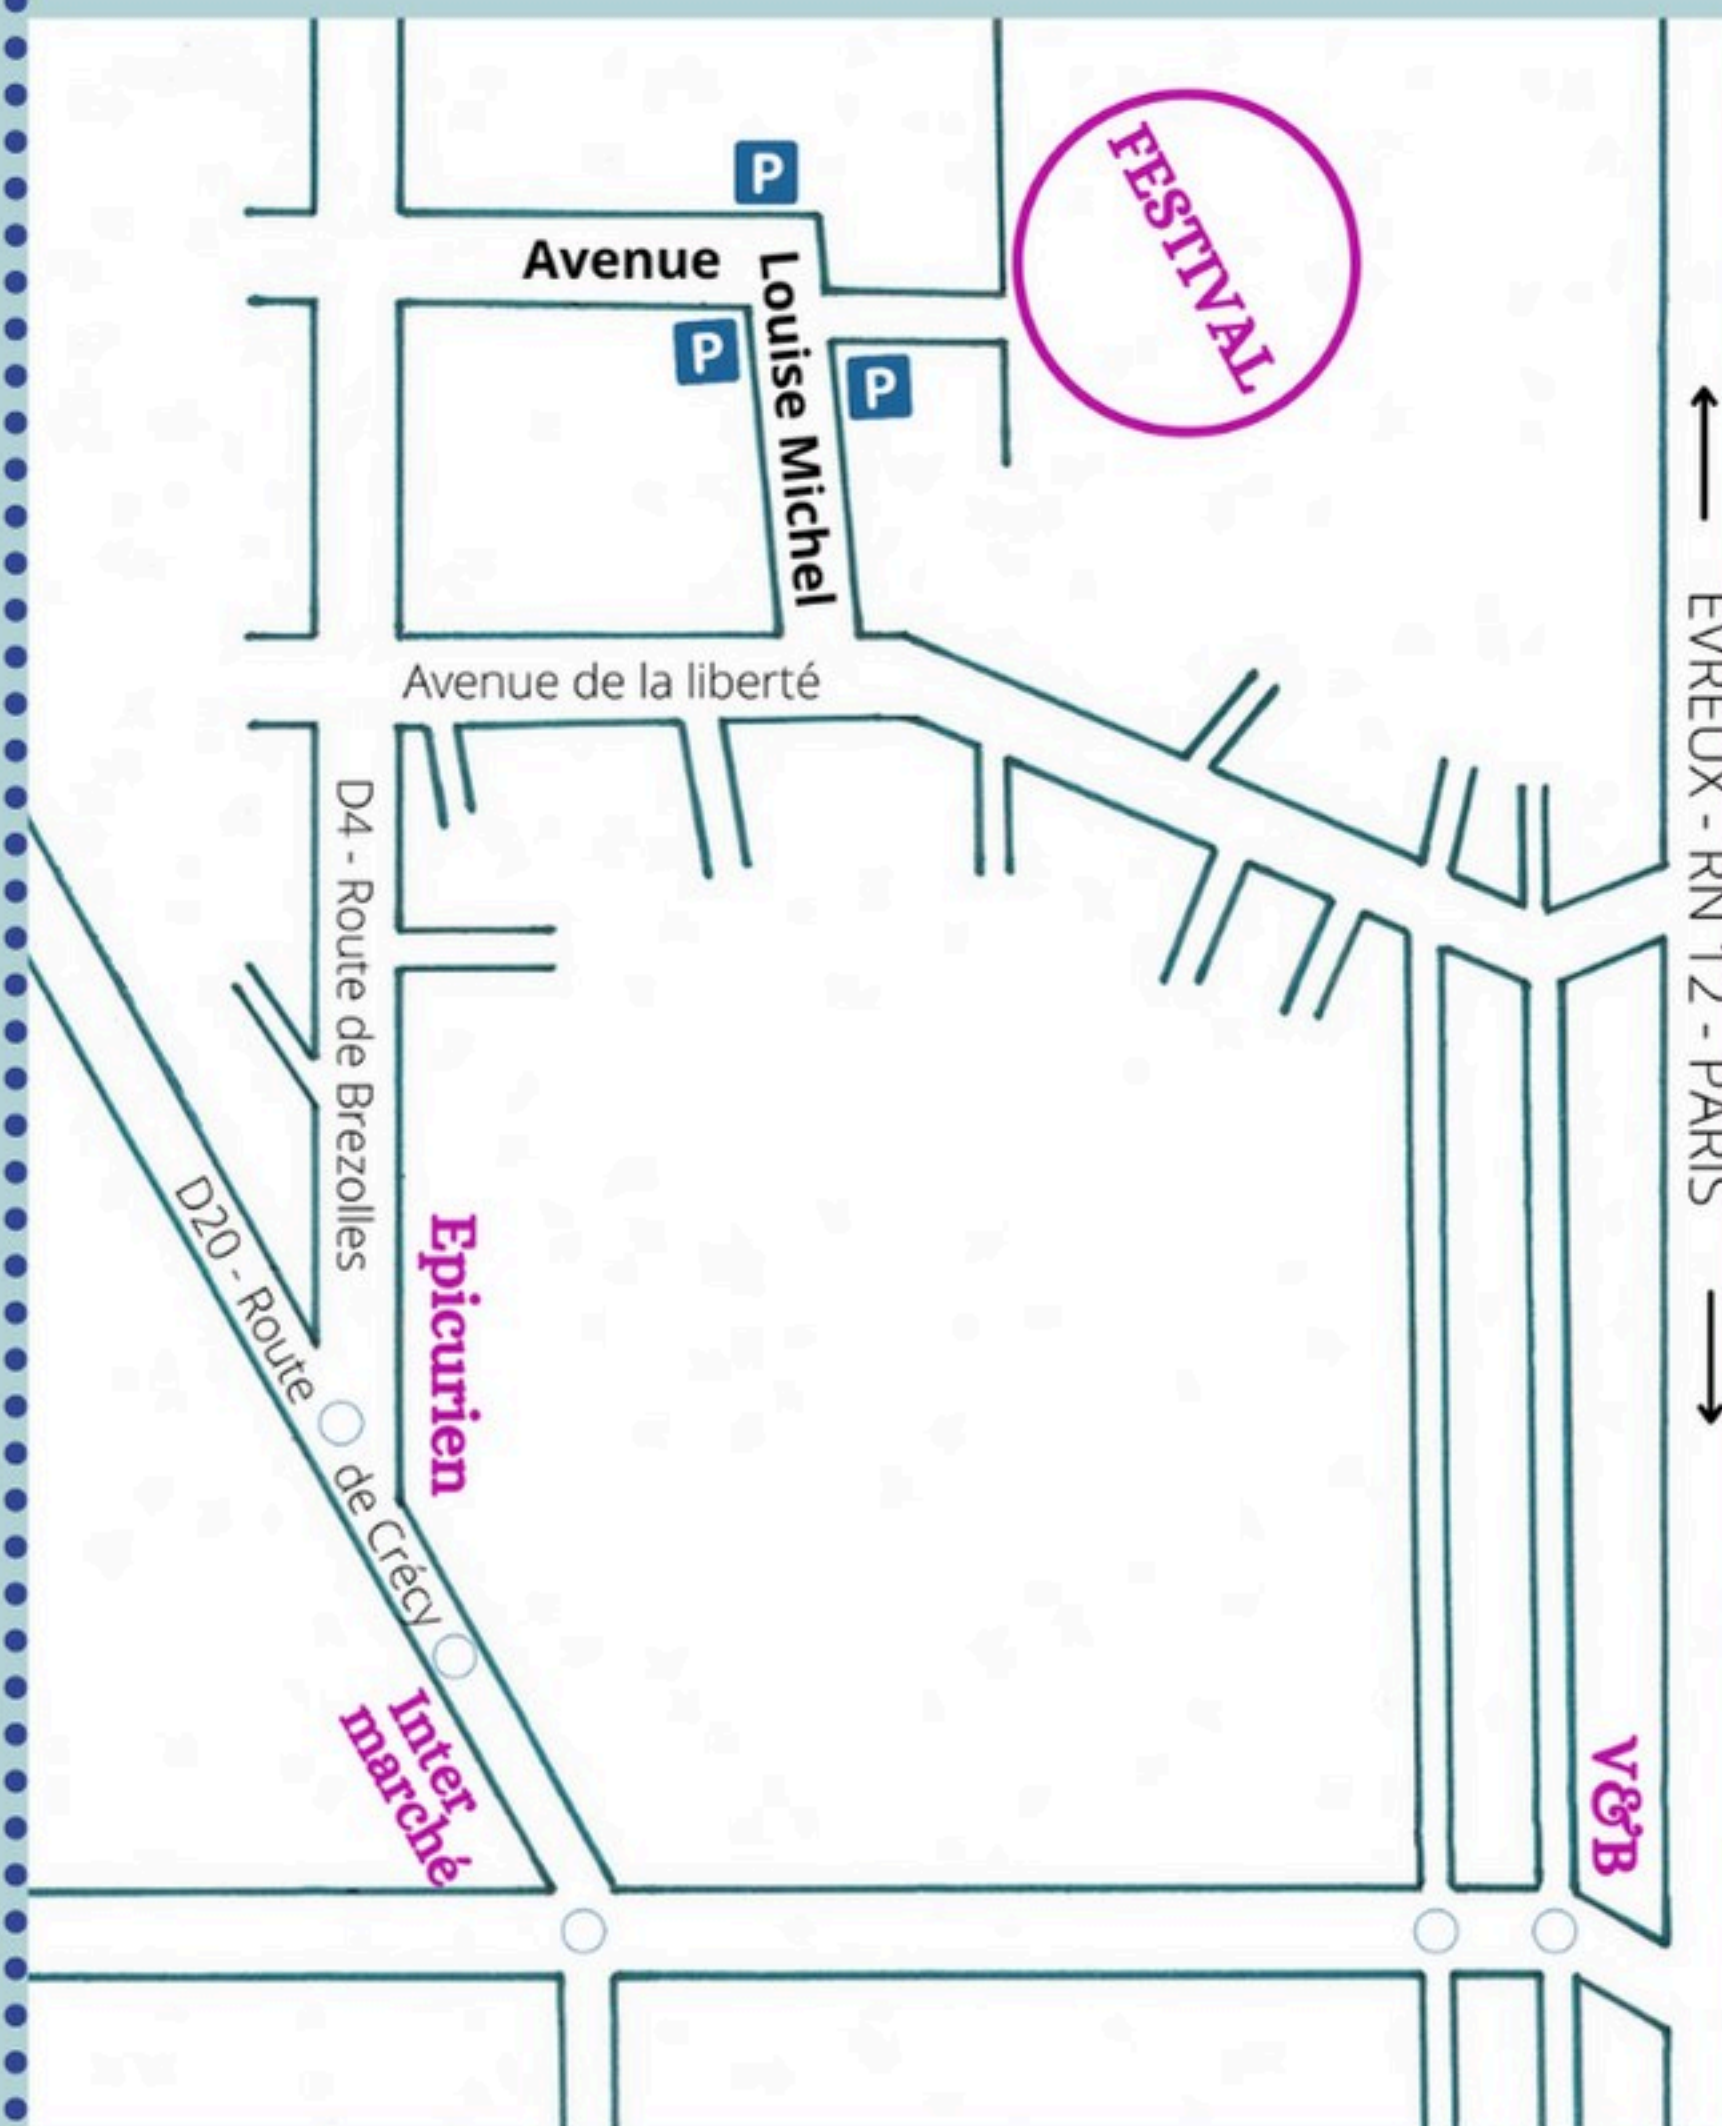 P
FESTIVAL
Avenue
Louise Michel
P
P
Avenue de la liberté
EVREUX - RN 12 - PARIS
D4 - Route de Brezolles
D20 - Route de Crécy
Epicurien
Inter
marché
V&B